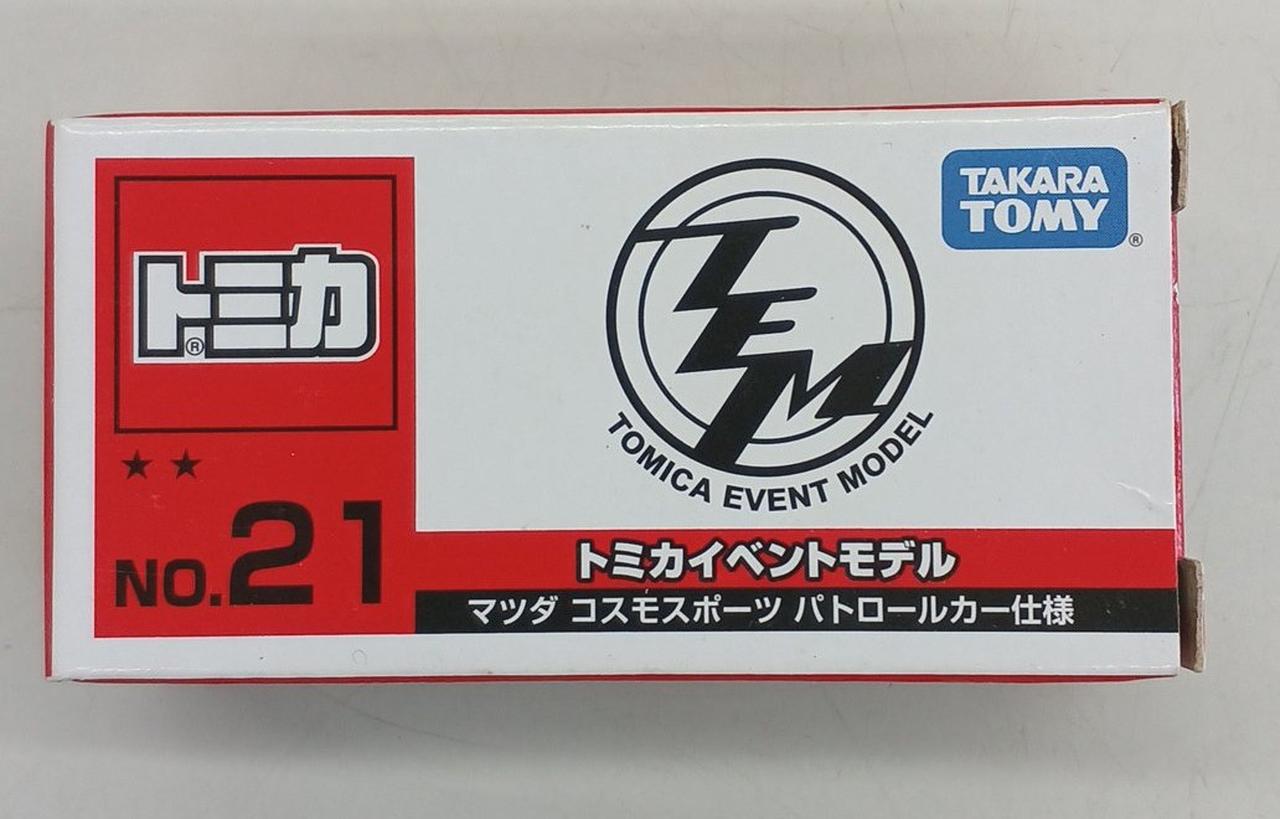 トミカ
®
★★
NO.21
TEM
TOMICA EVENT MODEL
TAKARA
TOMY
®
トミカイベントモデル
マツダ コスモスポーツ パトロールカー仕様